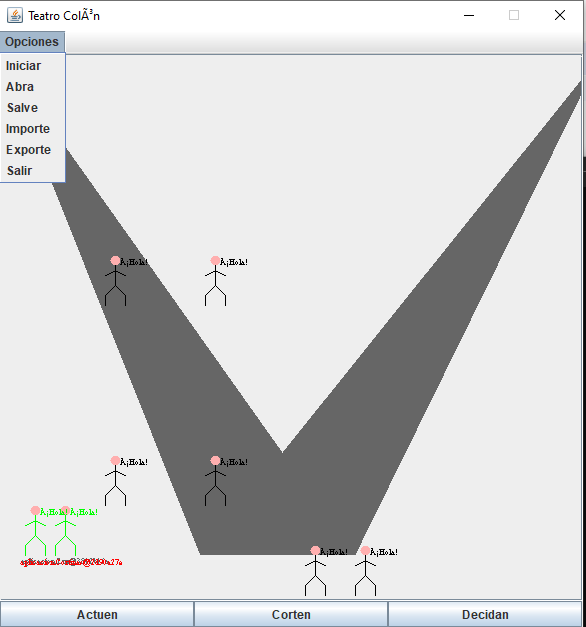 Teatro ColÃ³n
Opciones
Iniciar
Abra
Salve
Importe
Exporte
Salir
Â¡Hola! Â¡Hola!
Â¡Hola! Â¡Hola!
Â¡Hola! Â¡Hola!
Â¡Hola! Â¡Hola!
Actuen Corten Decidan